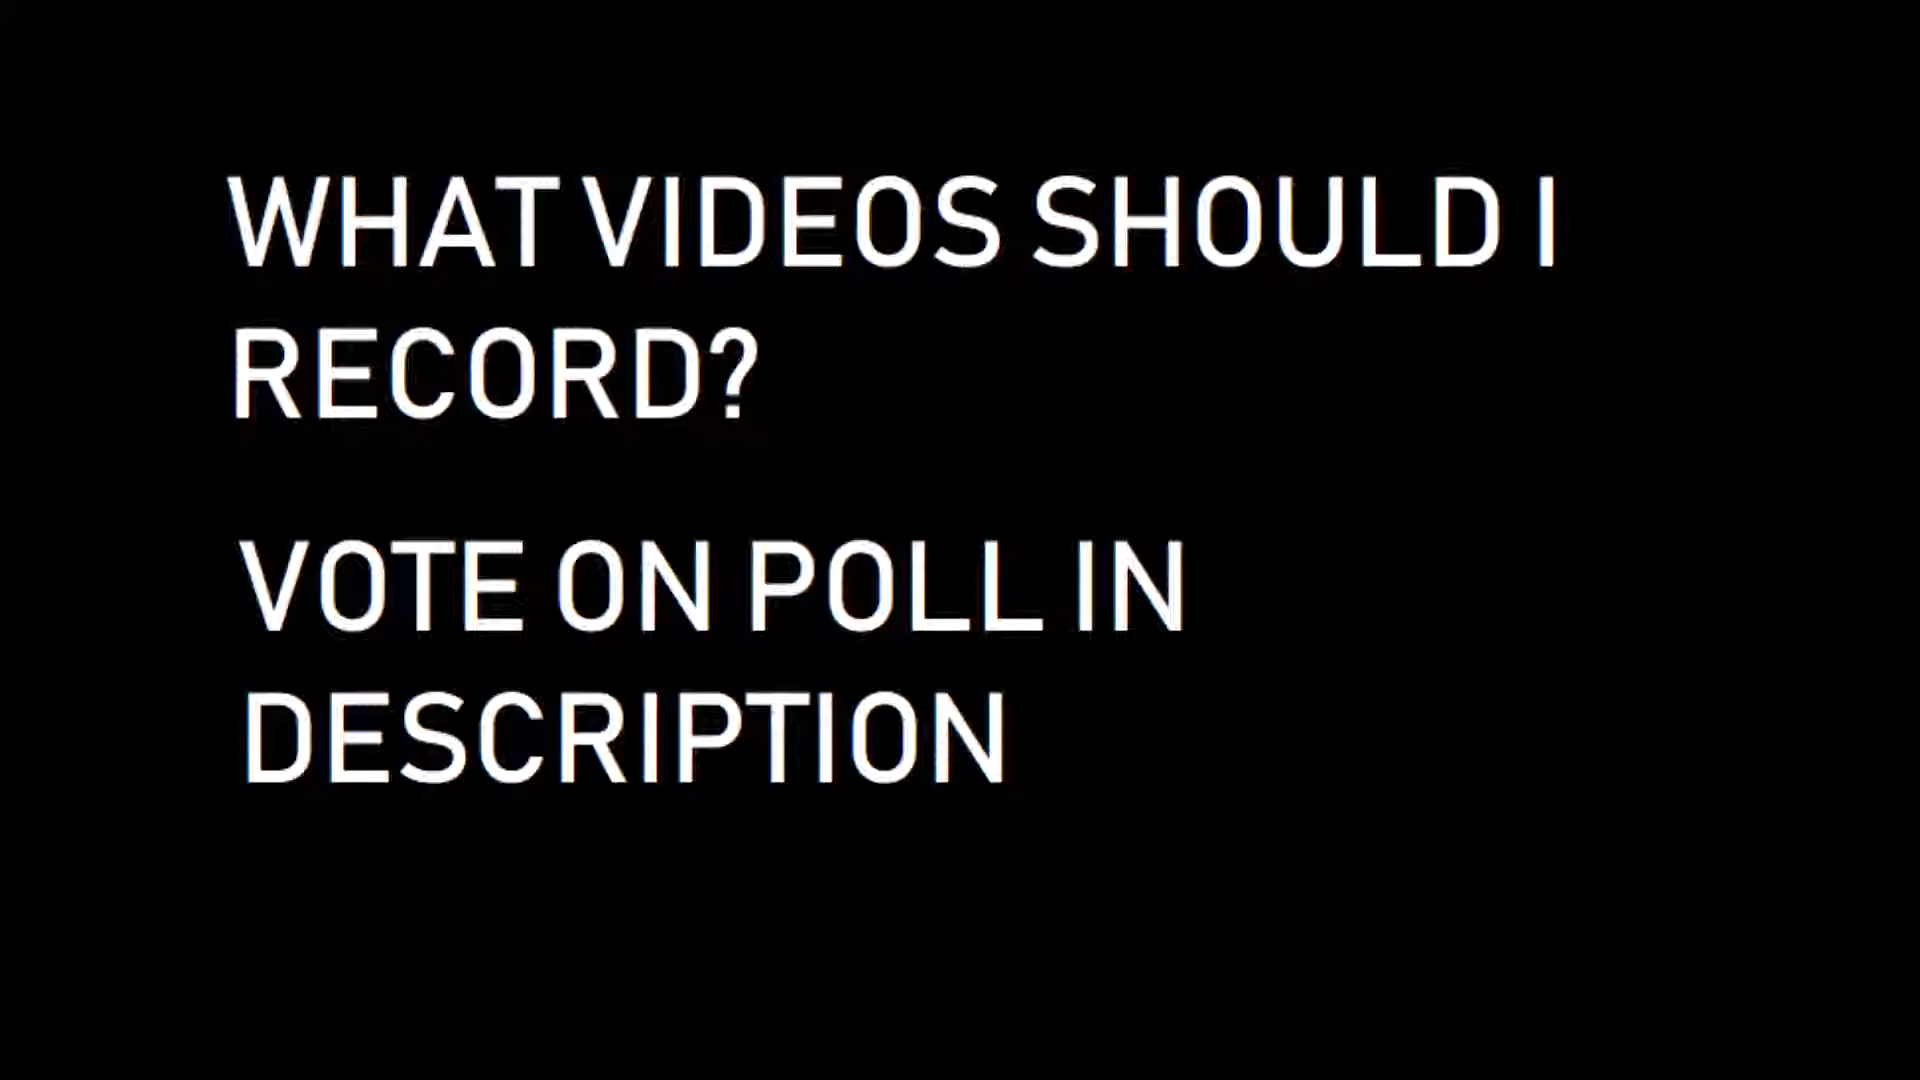 WHAT VIDEOS SHOULD I
RECORD?
VOTE ON POLL IN
DESCRIPTION